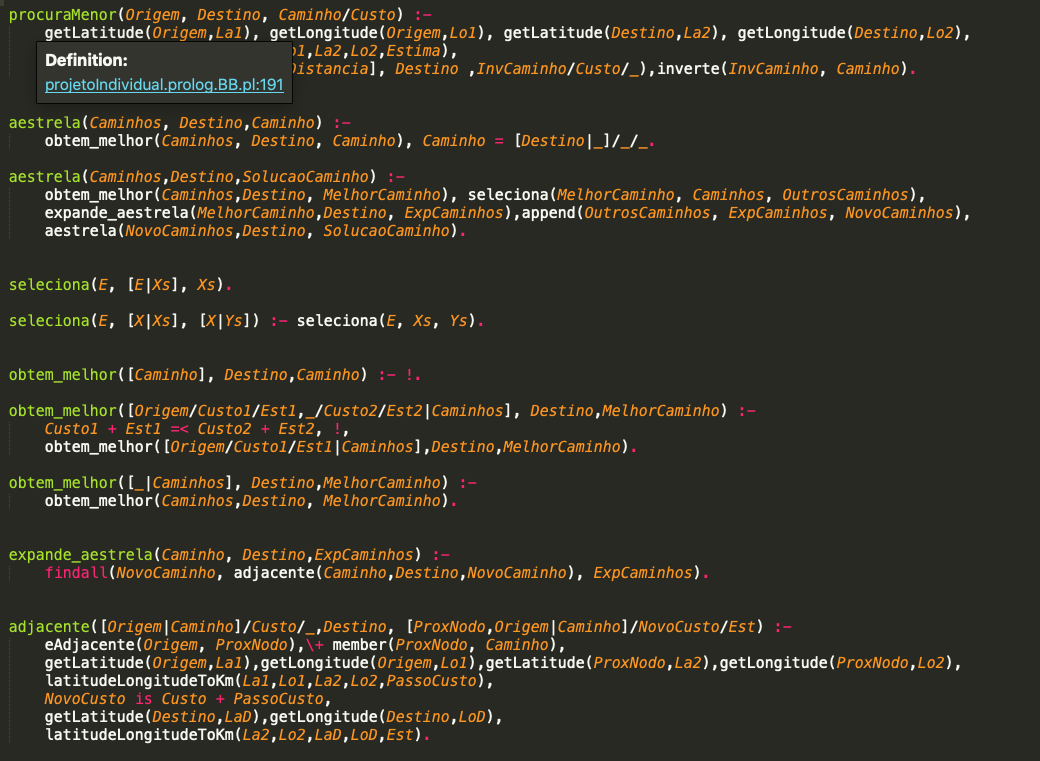 procuraMenor(Origem, Destino, Caminho/Custo) :-
getLatitude(Origem,La1), getLongitude(Origem,Lo1), getLatitude(Destino,La2), getLongitude(Destino,Lo2),
o1,La2,Lo2,Estima),
Distancia], Destino ,InvCaminho/Custo/_),inverte(InvCaminho, Caminho).
Definition:
projetoIndividual.prolog.BB.pl:191
aestrela(Caminhos, Destino,Caminho) :-
obtem_melhor(Caminhos, Destino, Caminho), Caminho = [Destino|_]/_/_.
aestrela(Caminhos,Destino,SolucaoCaminho) :-
obtem_melhor(Caminhos,Destino, MelhorCaminho), seleciona(MelhorCaminho, Caminhos, OutrosCaminhos),
expande_aestrela(MelhorCaminho,Destino, ExpCaminhos),append(OutrosCaminhos, ExpCaminhos, NovoCaminhos),
aestrela(NovoCaminhos,Destino, SolucaoCaminho).
seleciona(E, [E|Xs], Xs).
seleciona(E, [X|Xs], [X|Ys]) :- seleciona(E, Xs, Ys).
obtem_melhor([Caminho], Destino,Caminho) :- !.
obtem_melhor([Origem/Custo1/Est1,_/Custo2/Est2|Caminhos], Destino,MelhorCaminho) :-
Custo1 + Est1 =< Custo2 + Est2, !,
obtem_melhor([Origem/Custo1/Est1|Caminhos],Destino,MelhorCaminho).
obtem_melhor([_|Caminhos], Destino,MelhorCaminho) :-
obtem_melhor(Caminhos,Destino, MelhorCaminho).
expande_aestrela(Caminho, Destino,ExpCaminhos) :-
findall(NovoCaminho, adjacente(Caminho,Destino,NovoCaminho), ExpCaminhos).
adjacente([Origem|Caminho]/Custo/_,Destino, [ProxNodo,Origem|Caminho]/NovoCusto/Est) :-
eAdjacente(Origem, ProxNodo),\+ member(ProxNodo, Caminho),
getLatitude(Origem,La1),getLongitude(Origem,Lo1),getLatitude(ProxNodo,La2),getLongitude(ProxNodo,Lo2),
latitudeLongitudeToKm(La1,Lo1,La2,Lo2,PassoCusto),
NovoCusto is Custo + PassoCusto,
getLatitude(Destino,LaD),getLongitude(Destino,LoD),
latitudeLongitudeToKm(La2,Lo2,LaD,LoD,Est).